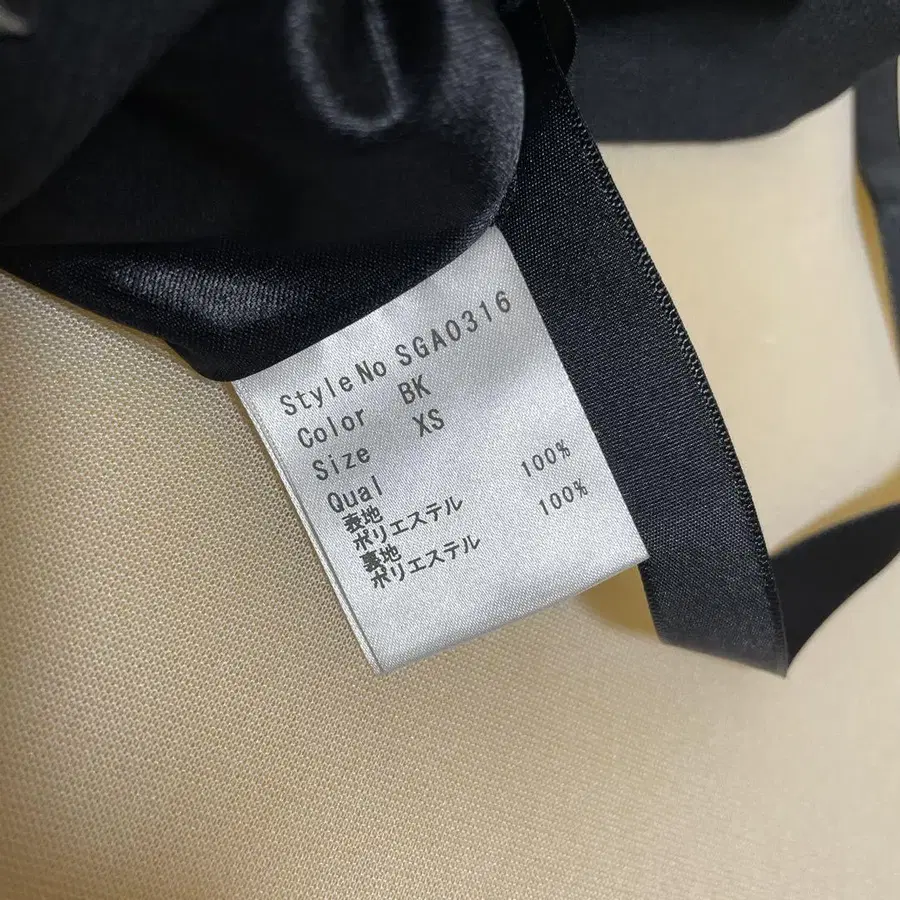 Style No SGA0316
Color BK
Size XS
Qual
表地
ポリエステル 100%
裏地
ポリエステル 100%